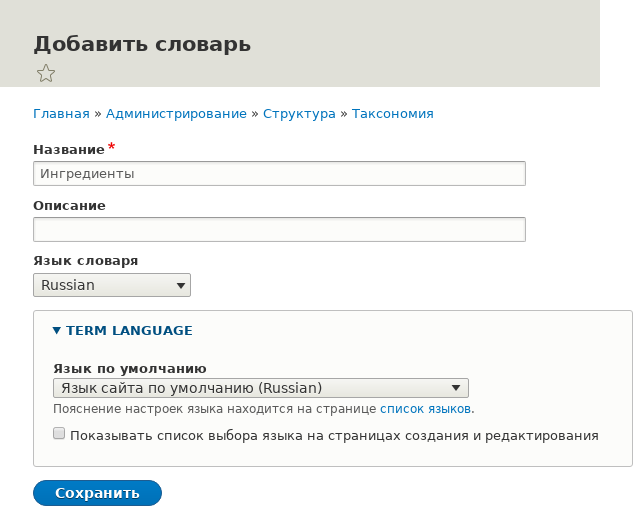 Добавить словарь
Главная » Администрирование » Структура » Таксономия
Название *
Ингредиенты
Описание
Язык словаря
Russian
TERM LANGUAGE
Язык по умолчанию
Язык сайта по умолчанию (Russian)
Пояснение настроек языка находится на странице список языков.
Показывать список выбора языка на страницах создания и редактирования
Сохранить